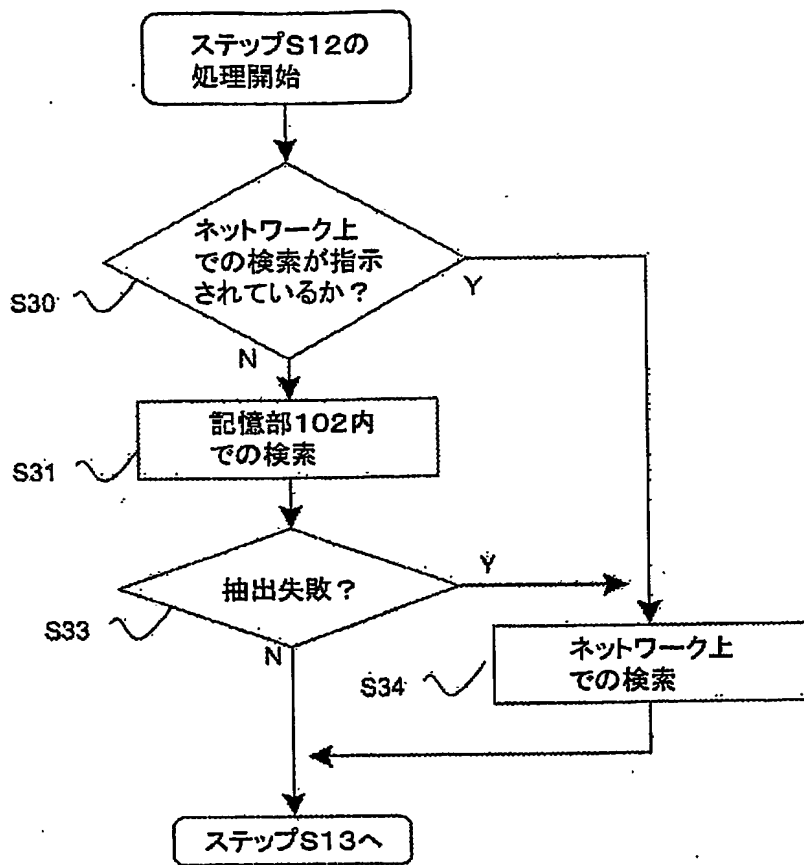 ステップS12の
処理開始
ネットワーク上
での検索が指示
されているか？
S30
Y
N
記憶部102内
での検索
S31
抽出失敗？
Y
S33
N
ネットワーク上
での検索
S34
ステップS13へ